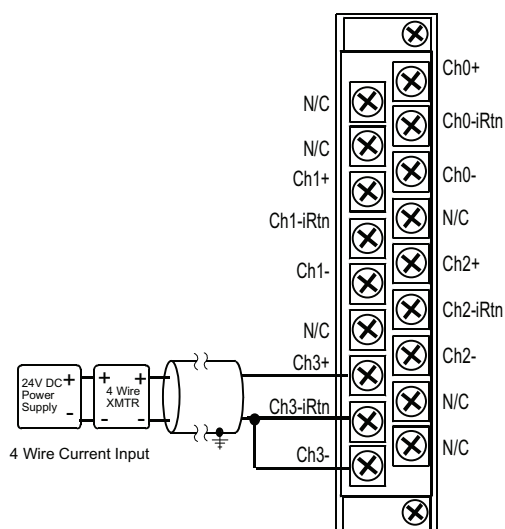 Ch0+
N/C
Ch0-iRtn
N/C
Ch1+
Ch0-
Ch1-iRtn
N/C
Ch1-
Ch2+
N/C
Ch2-iRtn
Ch3+
Ch2-
24V DC
Power
Supply
+
-
+
-
4 Wire
XMTR
+
-
Ch3-iRtn
N/C
Ch3-
N/C
4 Wire Current Input